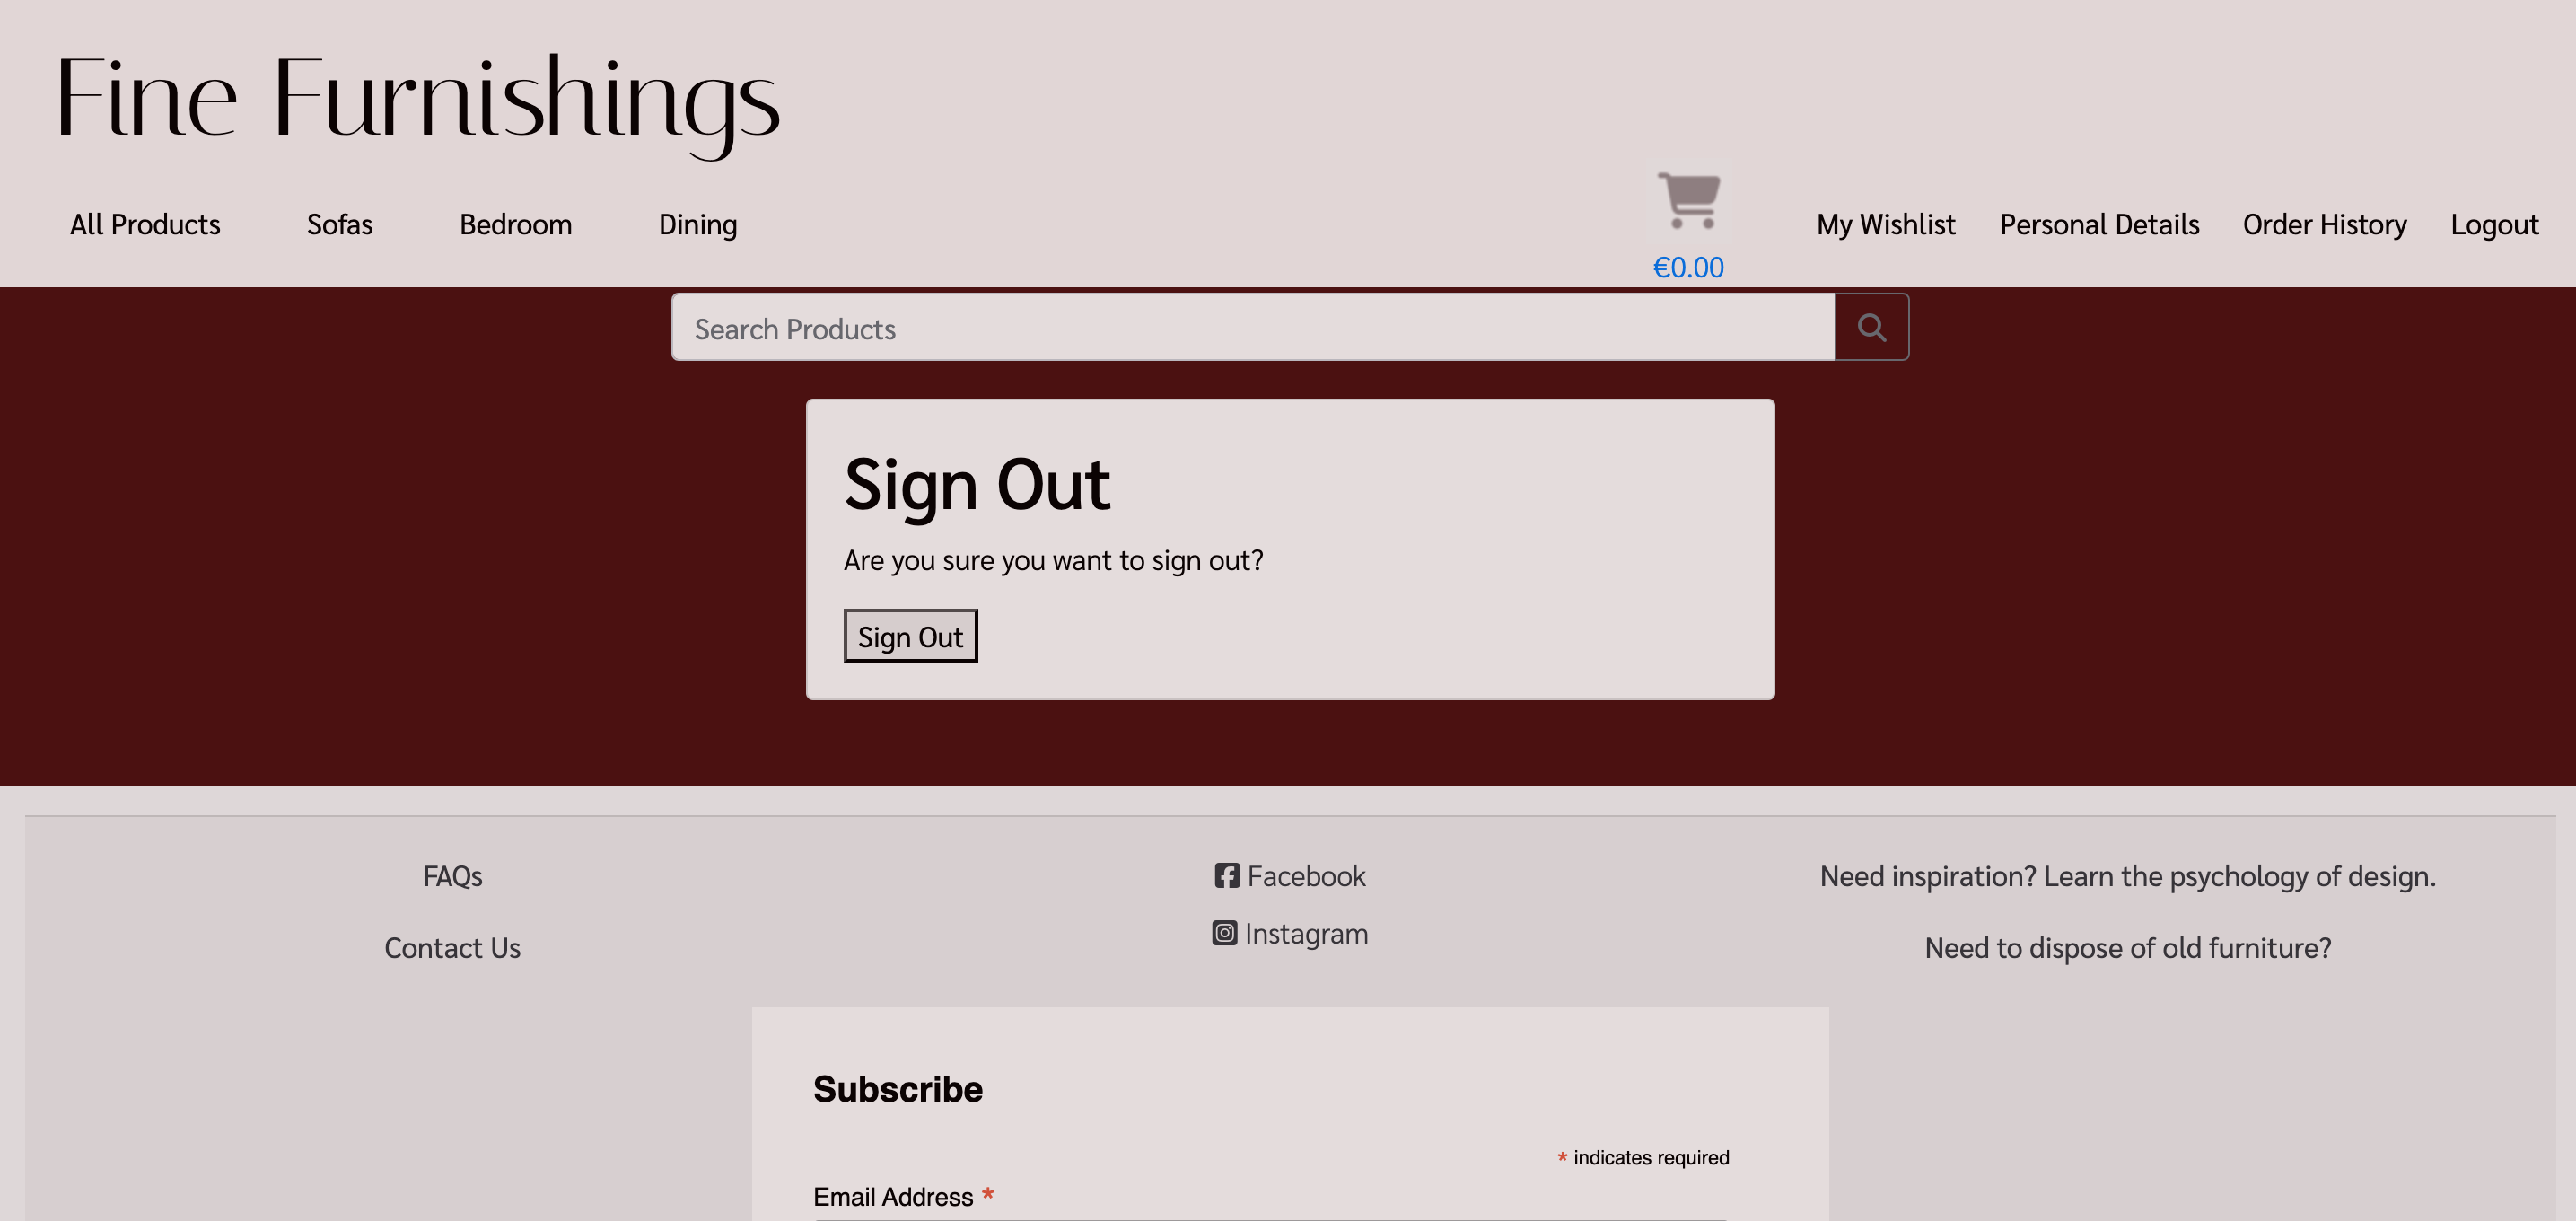 Fine Furnishings
All Products Sofas Bedroom Dining My Wishlist Personal Details Order History Logout
€0.00
Search Products
Sign Out
Are you sure you want to sign out?
Sign Out
FAQs
Contact Us
Facebook
Instagram
Need inspiration? Learn the psychology of design.
Need to dispose of old furniture?
Subscribe
* indicates required
Email Address *